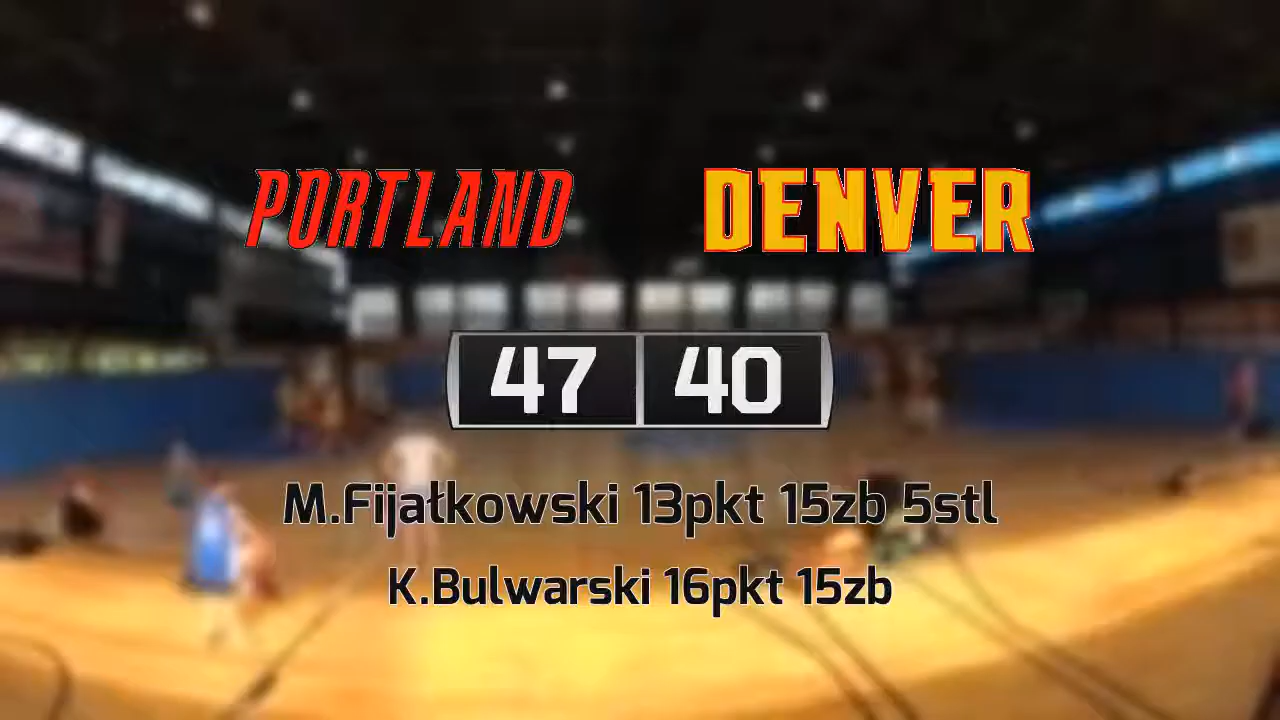 PORTLAND DENVER
47 40
M.Fijałkowski 13pkt 15zb 5stl
K.Bulwarski 16pkt 15zb